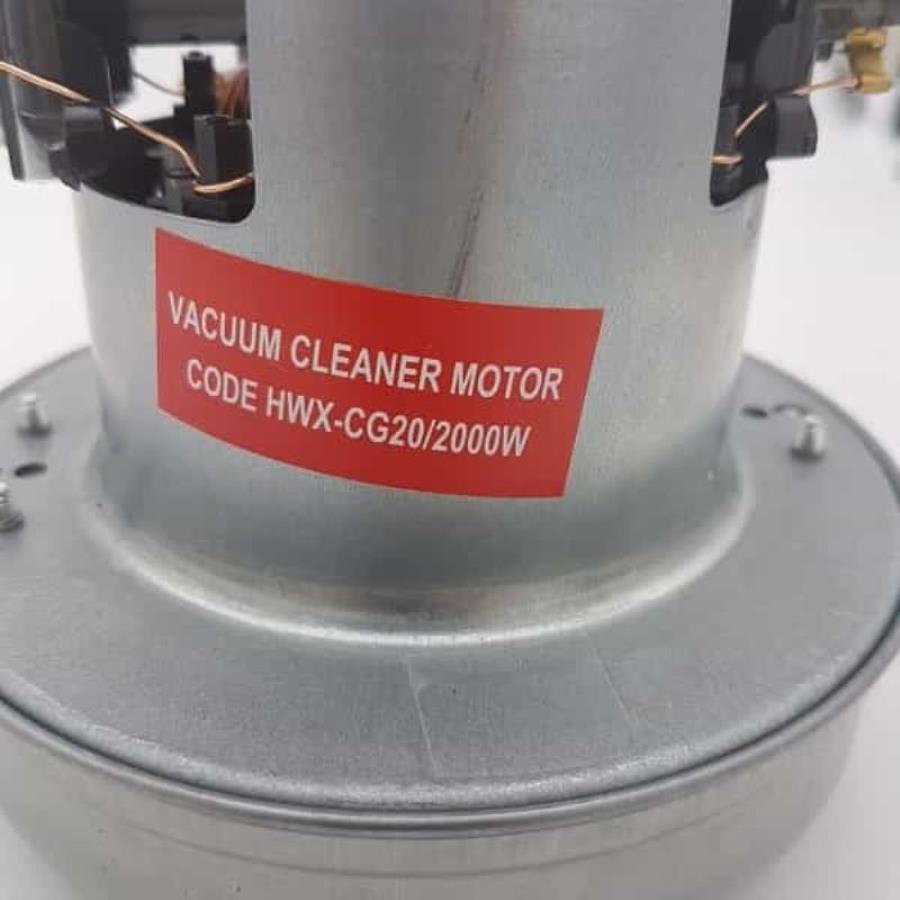 VACUUM CLEANER MOTOR
CODE HWX-CG20/2000W